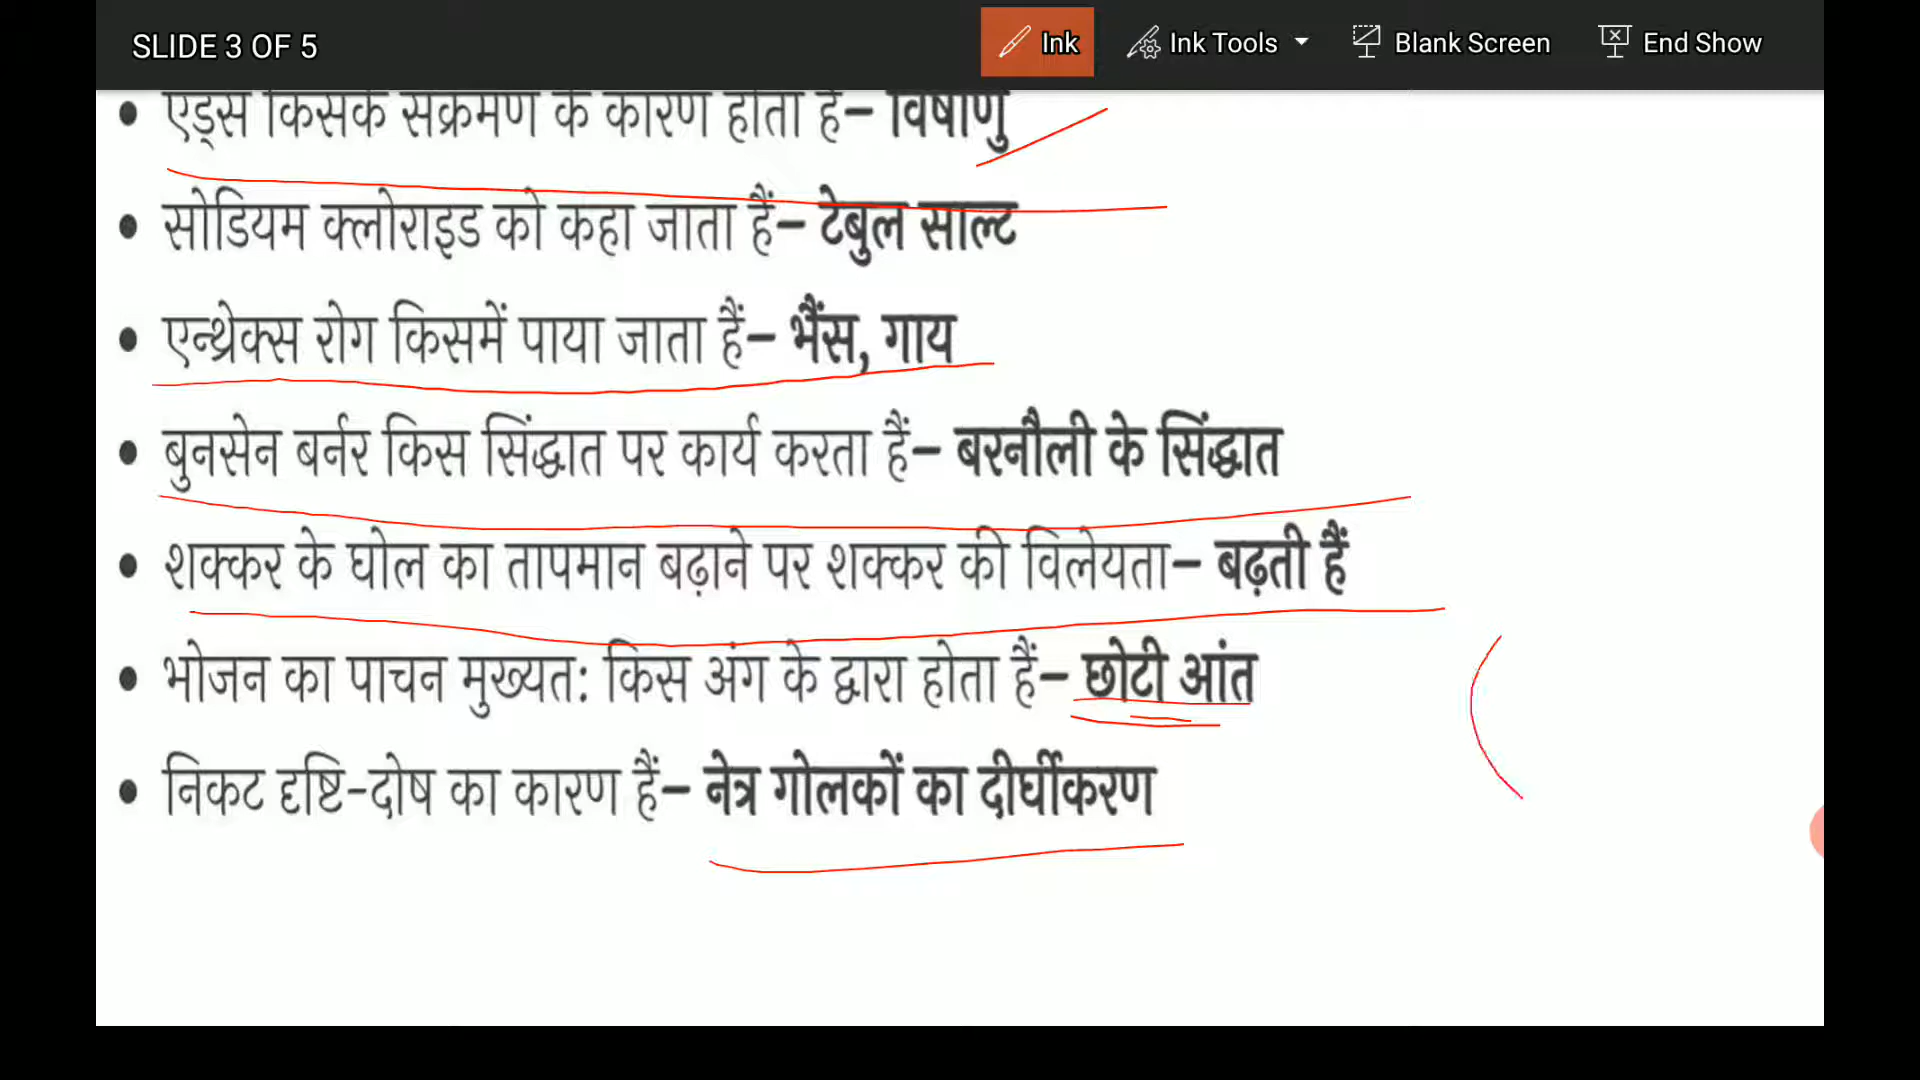 SLIDE 3 OF 5
Ink
Ink Tools
Blank Screen
End Show
• एड्स किसके संक्रमण के कारण होता है– विषाणु
• सोडियम क्लोराइड को कहा जाता हैं– टेबुल साल्ट
• एन्थ्रेक्स रोग किसमें पाया जाता हैं– भैंस, गाय
• बुनसेन बर्नर किस सिंद्धात पर कार्य करता हैं– बरनौली के सिंद्धात
• शक्कर के घोल का तापमान बढ़ाने पर शक्कर की विलेयता– बढ़ती हैं
• भोजन का पाचन मुख्यत: किस अंग के द्वारा होता हैं– छोटी आंत
• निकट दृष्टि-दोष का कारण हैं– नेत्र गोलकों का दीर्घीकरण